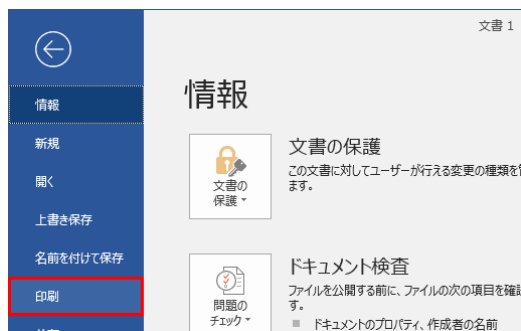 文書 1
情報
新規
開く
上書き保存
名前を付けて保存
印刷
情報
文書の
保護
文書の保護
この文書に対してユーザーが行える変更の種類を
ます。
問題の
チェック
ドキュメント検査
ファイルを公開する前に、ファイルの次の項目を確認
す。
ドキュメントのプロパティ、作成者の名前